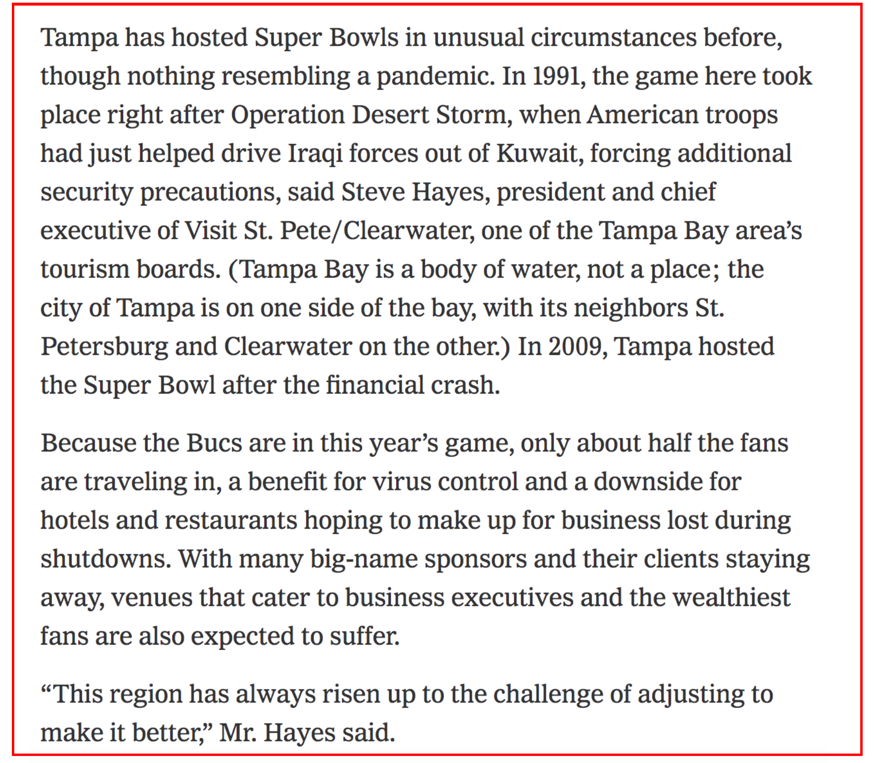 Tampa has hosted Super Bowls in unusual circumstances before,
though nothing resembling a pandemic. In 1991, the game here took
place right after Operation Desert Storm, when American troops
had just helped drive Iraqi forces out of Kuwait, forcing additional
security precautions, said Steve Hayes, president and chief
executive of Visit St. Pete/Clearwater, one of the Tampa Bay area’s
tourism boards. (Tampa Bay is a body of water, not a place; the
city of Tampa is on one side of the bay, with its neighbors St.
Petersburg and Clearwater on the other.) In 2009, Tampa hosted
the Super Bowl after the financial crash.
Because the Bucs are in this year’s game, only about half the fans
are traveling in, a benefit for virus control and a downside for
hotels and restaurants hoping to make up for business lost during
shutdowns. With many big-name sponsors and their clients staying
away, venues that cater to business executives and the wealthiest
fans are also expected to suffer.
“This region has always risen up to the challenge of adjusting to
make it better,” Mr. Hayes said.